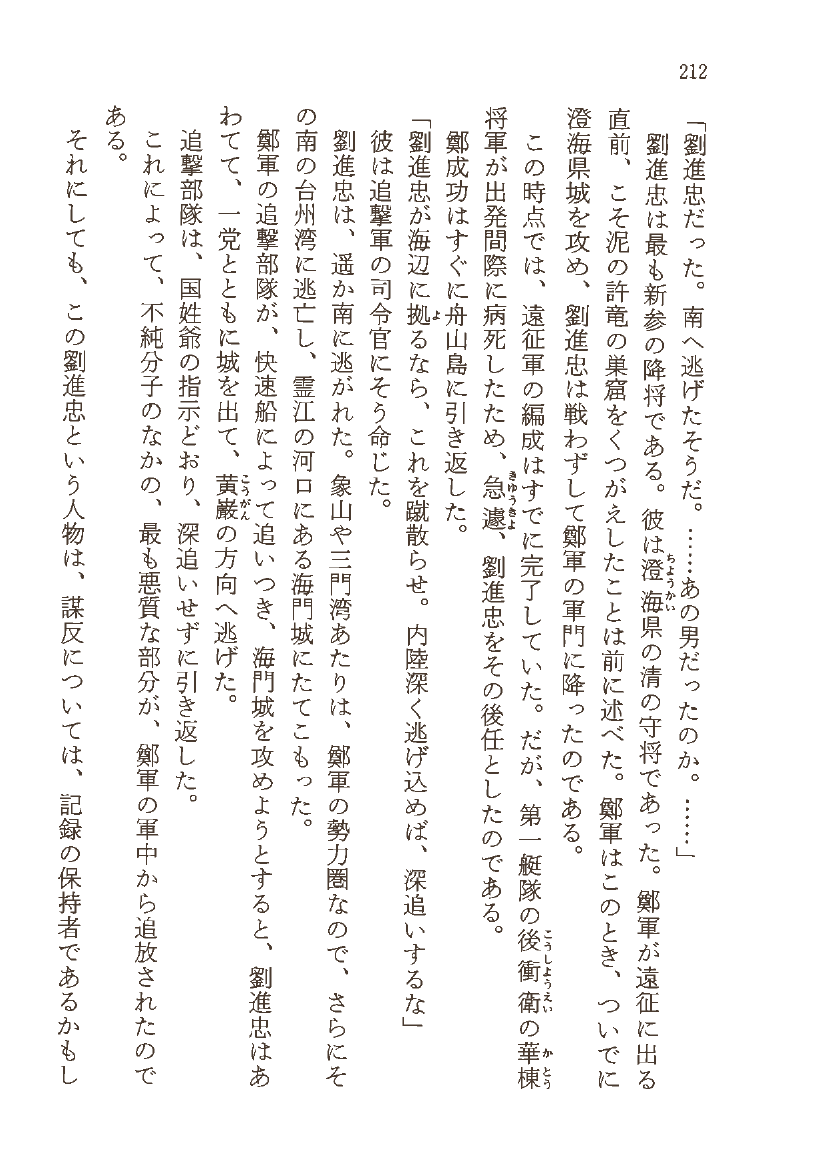 212
「劉進忠だった。南へ逃げたそうだ。……あの男だったのか。……」
劉進忠は最も新参の降将である。彼は澄海県の清の守将であった。鄭軍が遠征に出る
直前、こそ泥の許竜の巣窟をくつがえしたことは前に述べた。鄭軍はこのとき、ついでに
澄海県城を攻め、劉進忠は戦わずして鄭軍の軍門に降ったのである。
この時点では、遠征軍の編成はすでに完了していた。だが、第一艇隊の後衝衛の華棟
将軍が出発間際に病死したため、急遽、劉進忠をその後任としたのである。
鄭成功はすぐに舟山島に引き返した。
「劉進忠が海辺に拠るなら、これを蹴散らせ。内陸深く逃げ込めば、深追いするな」
彼は追撃軍の司令官にそう命じた。
劉進忠は、遥か南に逃がれた。象山や三門湾あたりは、鄭軍の勢力圏なので、さらにそ
の南の台州湾に逃亡し、霊江の河口にある海門城にたてこもった。
鄭軍の追撃部隊が、快速船によって追いつき、海門城を攻めようとすると、劉進忠はあ
わてて、一党とともに城を出て、黄巌の方向へ逃げた。
追撃部隊は、国姓爺の指示どおり、深追いせずに引き返した。
これによって、不純分子のなかの、最も悪質な部分が、鄭軍の軍中から追放されたので
ある。
それにしても、この劉進忠という人物は、謀反については、記録の保持者であるかもし